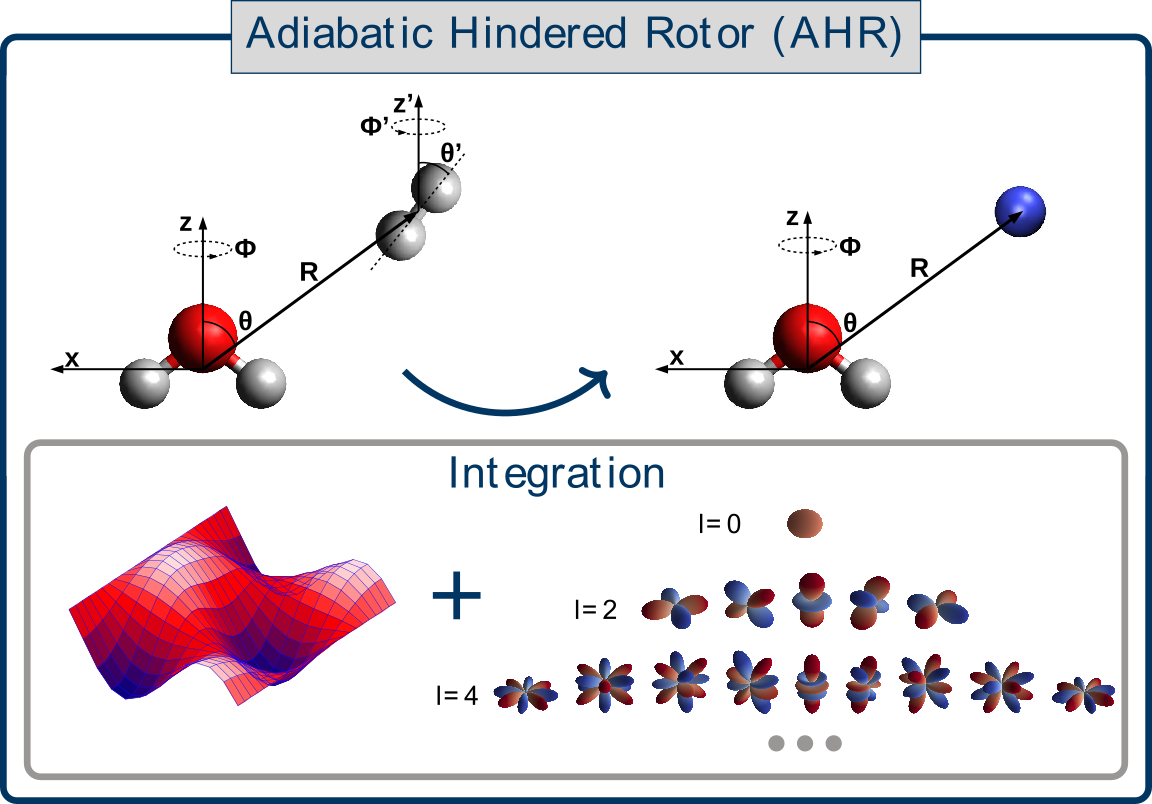 Adiabatic Hindered Rotor (AHR)
z’
Φ’
θ’
z
Φ
R
θ
x
z
Φ
R
θ
x
Integration
l=0
+
l=2
l=4